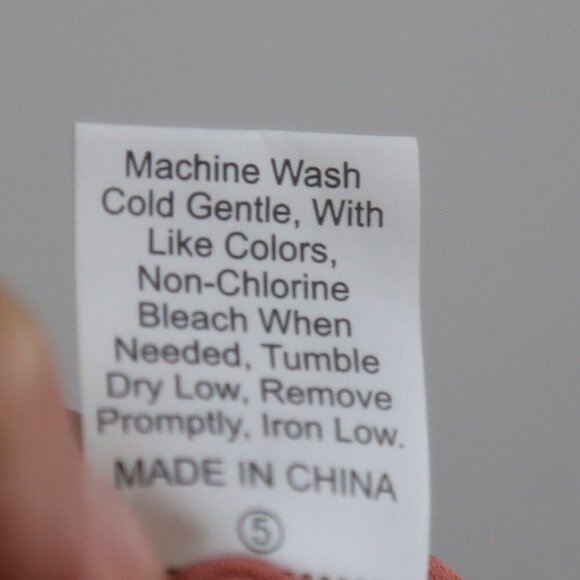 Machine Wash
Cold Gentle, With
Like Colors,
Non-Chlorine
Bleach When
Needed, Tumble
Dry Low, Remove
Promptly, Iron Low.
MADE IN CHINA
5